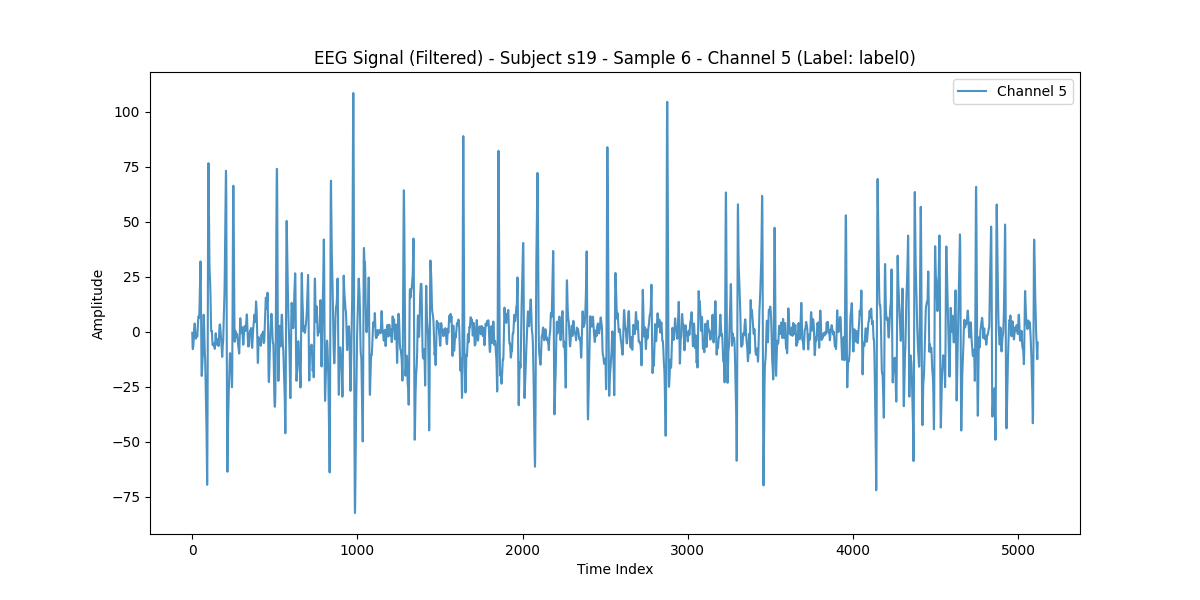 EEG Signal (Filtered) - Subject s19 - Sample 6 - Channel 5 (Label: label0)
Channel 5
100
75
50
25
0
−25
−50
−75
Amplitude
0 1000 2000 3000 4000 5000
Time Index